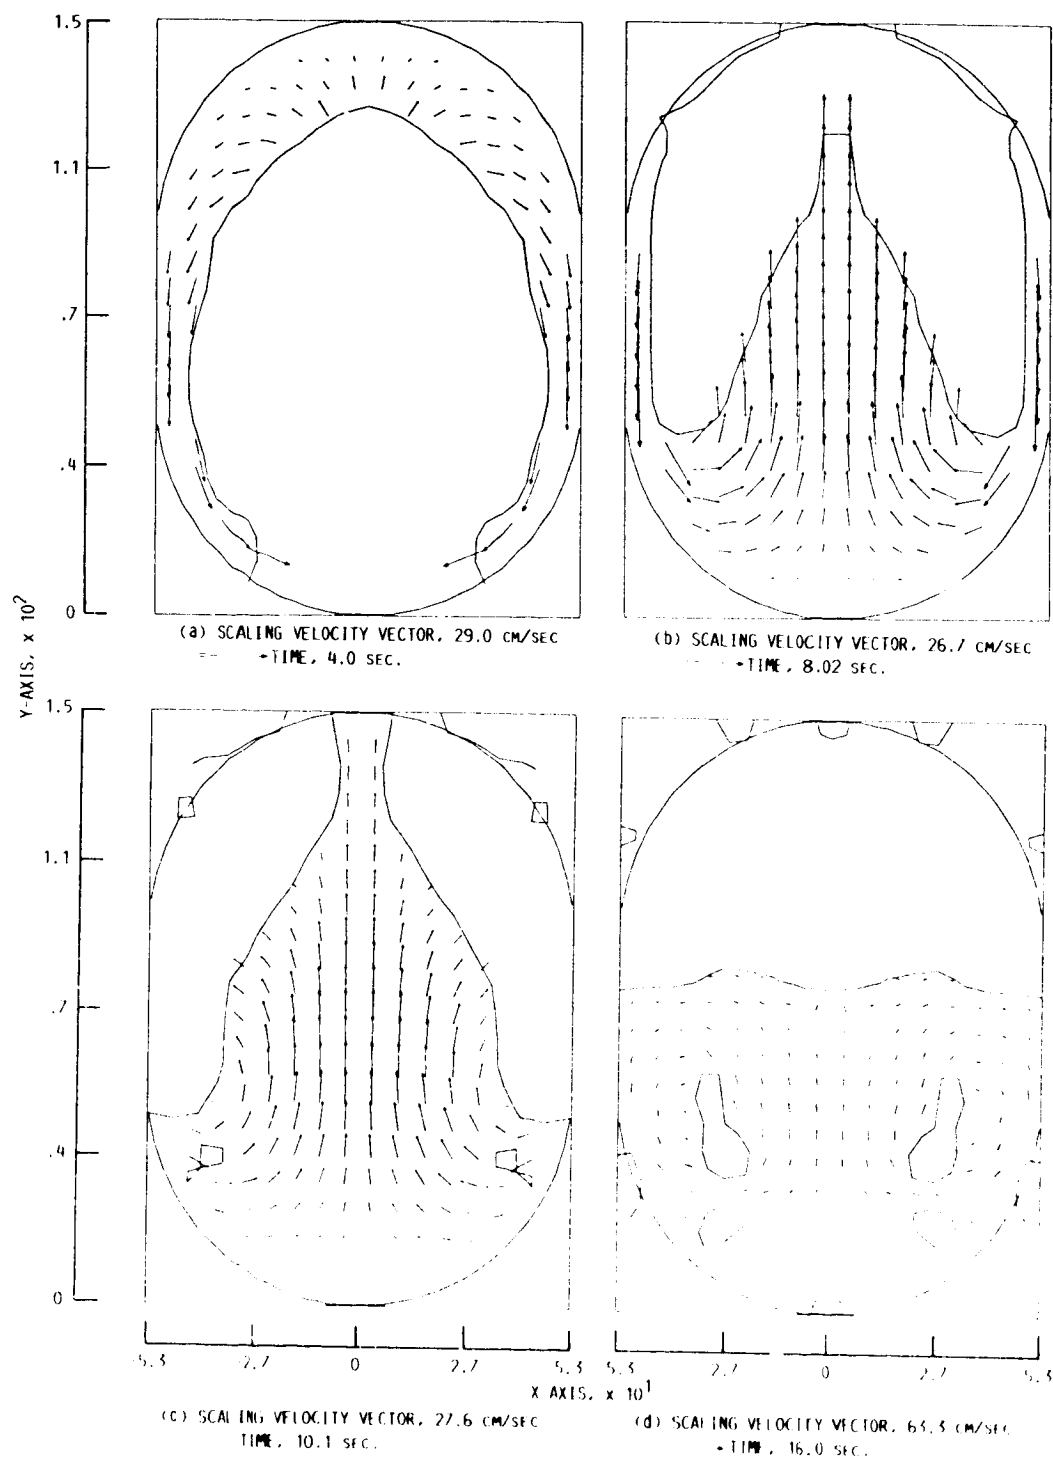 1.5
1.1
.7
.4
0
Y-AXIS, x 10²
(a) SCALING VELOCITY VECTOR, 29.0 CM/SEC
TIME, 4.0 SEC.
(b) SCALING VELOCITY VECTOR, 26.7 CM/SEC
TIME, 8.02 SEC.
1.5
1.1
.7
.4
0
-5.3 -2.7 0 2.7 5.3
-5.3 -2.7 0 2.7 5.3
X AXIS, x 10¹
(c) SCALING VELOCITY VECTOR, 27.6 CM/SEC
TIME, 10.1 SEC.
(d) SCALING VELOCITY VECTOR, 63.3 CM/SEC
TIME, 16.0 SEC.